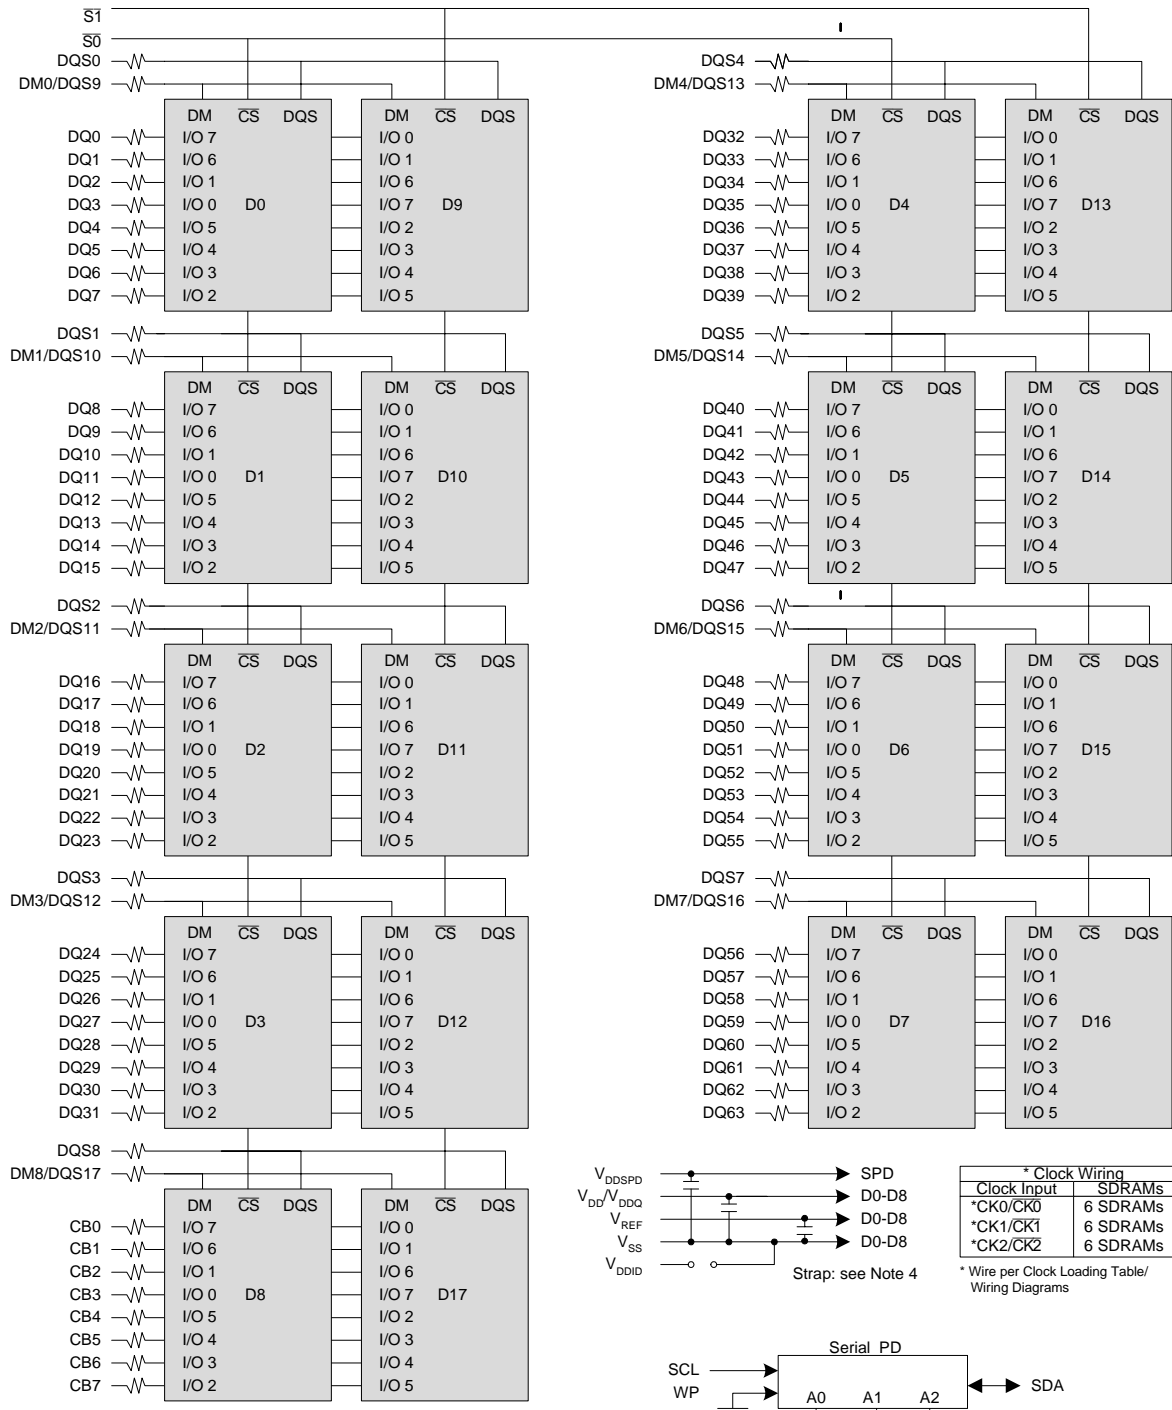 S1
S0
DQS0
DM0/DQS9
DM CS DQS DM CS DQS
DQ0 I/O 7 I/O 0
DQ1 I/O 6 I/O 1
DQ2 I/O 1 I/O 6
DQ3 I/O 0 D0 I/O 7 D9
DQ4 I/O 5 I/O 2
DQ5 I/O 4 I/O 3
DQ6 I/O 3 I/O 4
DQ7 I/O 2 I/O 5
DQS1
DM1/DQS10
DM CS DQS DM CS DQS
DQ8 I/O 7 I/O 0
DQ9 I/O 6 I/O 1
DQ10 I/O 1 I/O 6
DQ11 I/O 0 D1 I/O 7 D10
DQ12 I/O 5 I/O 2
DQ13 I/O 4 I/O 3
DQ14 I/O 3 I/O 4
DQ15 I/O 2 I/O 5
DQS2
DM2/DQS11
DM CS DQS DM CS DQS
DQ16 I/O 7 I/O 0
DQ17 I/O 6 I/O 1
DQ18 I/O 1 I/O 6
DQ19 I/O 0 D2 I/O 7 D11
DQ20 I/O 5 I/O 2
DQ21 I/O 4 I/O 3
DQ22 I/O 3 I/O 4
DQ23 I/O 2 I/O 5
DQS3
DM3/DQS12
DM CS DQS DM CS DQS
DQ24 I/O 7 I/O 0
DQ25 I/O 6 I/O 1
DQ26 I/O 1 I/O 6
DQ27 I/O 0 D3 I/O 7 D12
DQ28 I/O 5 I/O 2
DQ29 I/O 4 I/O 3
DQ30 I/O 3 I/O 4
DQ31 I/O 2 I/O 5
DQS8
DM8/DQS17
DM CS DQS DM CS DQS
CB0 I/O 7 I/O 0
CB1 I/O 6 I/O 1
CB2 I/O 1 I/O 6
CB3 I/O 0 D8 I/O 7 D17
CB4 I/O 5 I/O 2
CB5 I/O 4 I/O 3
CB6 I/O 3 I/O 4
CB7 I/O 2 I/O 5
DQS4
DM4/DQS13
DM CS DQS DM CS DQS
DQ32 I/O 7 I/O 0
DQ33 I/O 6 I/O 1
DQ34 I/O 1 I/O 6
DQ35 I/O 0 D4 I/O 7 D13
DQ36 I/O 5 I/O 2
DQ37 I/O 4 I/O 3
DQ38 I/O 3 I/O 4
DQ39 I/O 2 I/O 5
DQS5
DM5/DQS14
DM CS DQS DM CS DQS
DQ40 I/O 7 I/O 0
DQ41 I/O 6 I/O 1
DQ42 I/O 1 I/O 6
DQ43 I/O 0 D5 I/O 7 D14
DQ44 I/O 5 I/O 2
DQ45 I/O 4 I/O 3
DQ46 I/O 3 I/O 4
DQ47 I/O 2 I/O 5
DQS6
DM6/DQS15
DM CS DQS DM CS DQS
DQ48 I/O 7 I/O 0
DQ49 I/O 6 I/O 1
DQ50 I/O 1 I/O 6
DQ51 I/O 0 D6 I/O 7 D15
DQ52 I/O 5 I/O 2
DQ53 I/O 4 I/O 3
DQ54 I/O 3 I/O 4
DQ55 I/O 2 I/O 5
DQS7
DM7/DQS16
DM CS DQS DM CS DQS
DQ56 I/O 7 I/O 0
DQ57 I/O 6 I/O 1
DQ58 I/O 1 I/O 6
DQ59 I/O 0 D7 I/O 7 D16
DQ60 I/O 5 I/O 2
DQ61 I/O 4 I/O 3
DQ62 I/O 3 I/O 4
DQ63 I/O 2 I/O 5
VDDSPD SPD
VDD/VDDQ D0-D8
VREF D0-D8
VSS D0-D8
VDDID
Strap: see Note 4
* Clock Wiring
Clock Input SDRAMs
*CK0/CK0 6 SDRAMs
*CK1/CK1 6 SDRAMs
*CK2/CK2 6 SDRAMs
* Wire per Clock Loading Table/
Wiring Diagrams
Serial PD
SCL
WP
SDA
A0 A1 A2